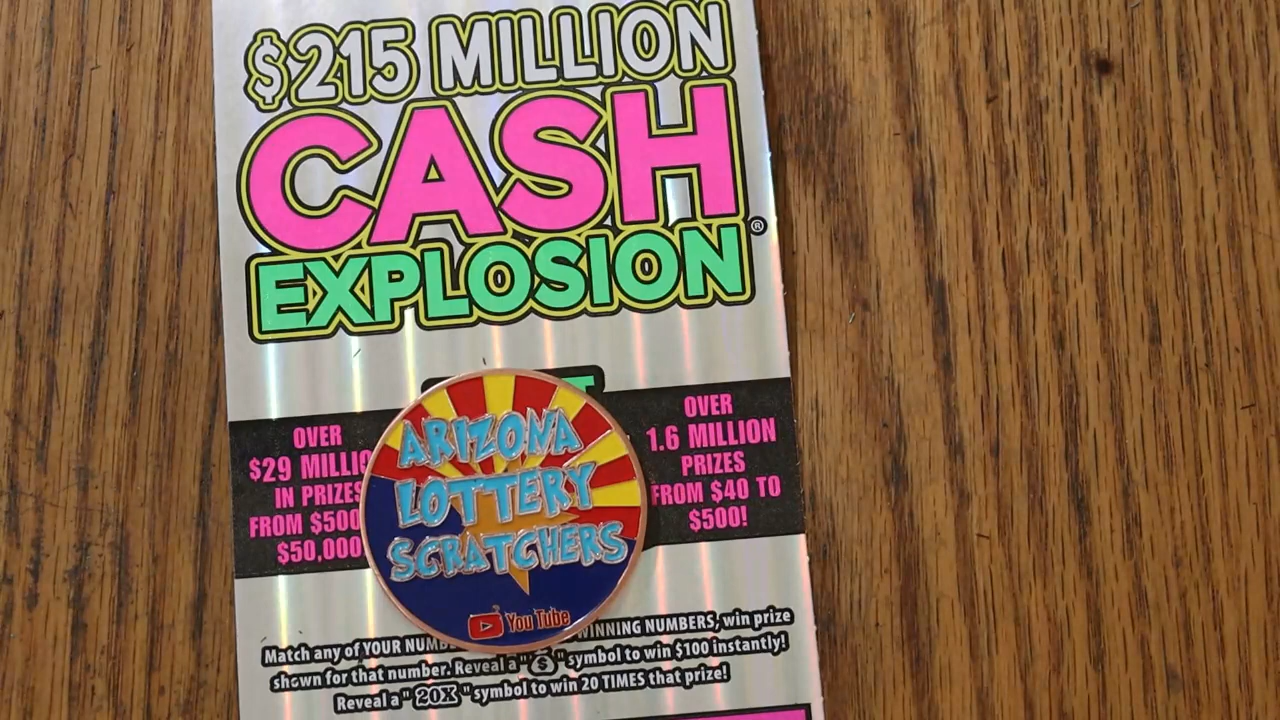 $215 MILLION
CASH
EXPLOSION®
OVER
$29 MILLIO
IN PRIZES
FROM $500
$50,000
ARIZONA
LOTTERY
SCRATCHERS
YouTube
OVER
1.6 MILLION
PRIZES
FROM $40 TO
$500!
Match any of YOUR NUMB WINNING NUMBERS, win prize
shown for that number. Reveal a " " symbol to win $100 instantly!
Reveal a "20X" symbol to win 20 TIMES that prize!